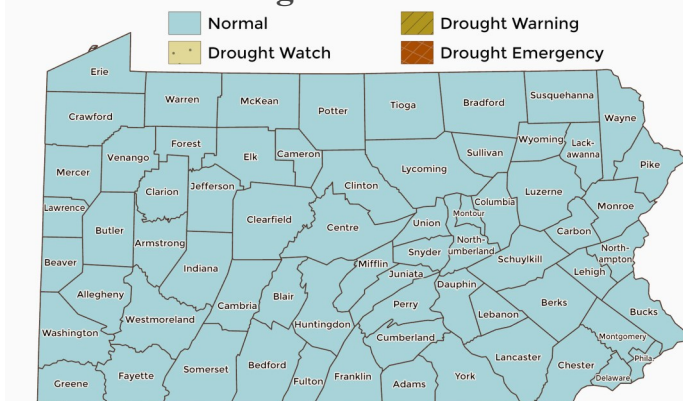 Normal
Drought Warning
Drought Watch
Drought Emergency
Erie
Warren
McKean
Potter
Tioga
Bradford
Susquehanna
Wayne
Crawford
Forest
Elk
Cameron
Sullivan
Wyoming
Lack-
awanna
Pike
Mercer
Venango
Clarion
Jefferson
Clinton
Lycoming
Luzerne
Monroe
Lawrence
Butler
Armstrong
Clearfield
Centre
Union
Montour
Columbia
Carbon
Beaver
Indiana
Mifflin
Snyder
North-
umberland
Schuylkill
North-
ampton
Lehigh
Allegheny
Westmoreland
Cambria
Blair
Huntingdon
Juniata
Perry
Dauphin
Lebanon
Berks
Bucks
Washington
Cumberland
Lancaster
Montgomery
Chester
Phila.
Delaware
Greene
Fayette
Somerset
Bedford
Fulton
Franklin
Adams
York